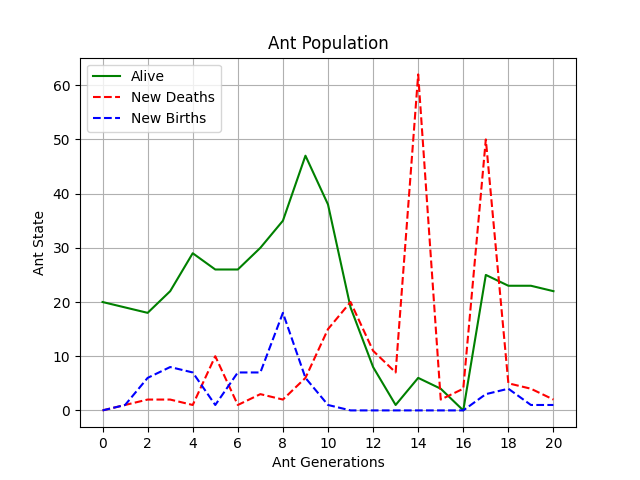 Ant Population
Alive
New Deaths
New Births
Ant State
60
50
40
30
20
10
0
0 2 4 6 8 10 12 14 16 18 20
Ant Generations